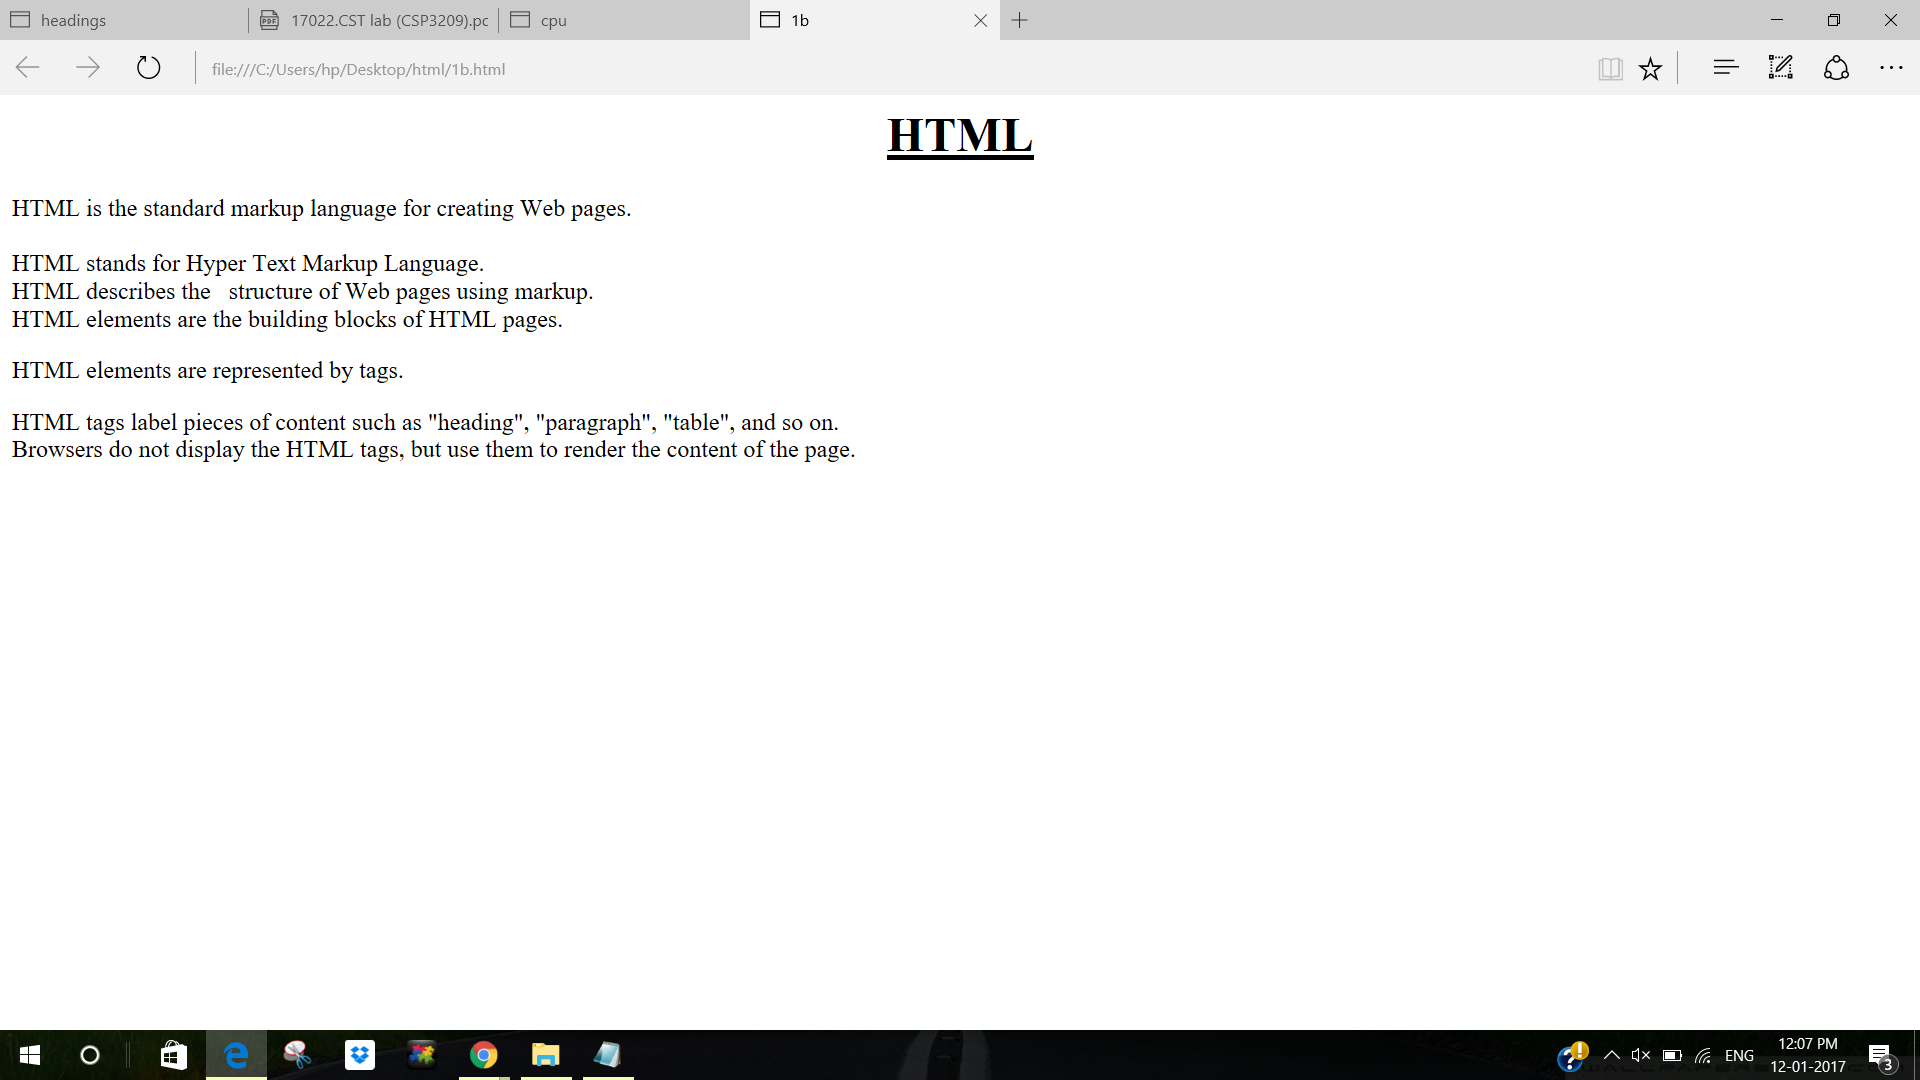 headings
17022.CST lab (CSP3209).pc
cpu
1b
file:///C:/Users/hp/Desktop/html/1b.html
HTML
HTML is the standard markup language for creating Web pages.
HTML stands for Hyper Text Markup Language.
HTML describes the   structure of Web pages using markup.
HTML elements are the building blocks of HTML pages.
HTML elements are represented by tags.
HTML tags label pieces of content such as "heading", "paragraph", "table", and so on.
Browsers do not display the HTML tags, but use them to render the content of the page.
ENG
12:07 PM
12-01-2017
3